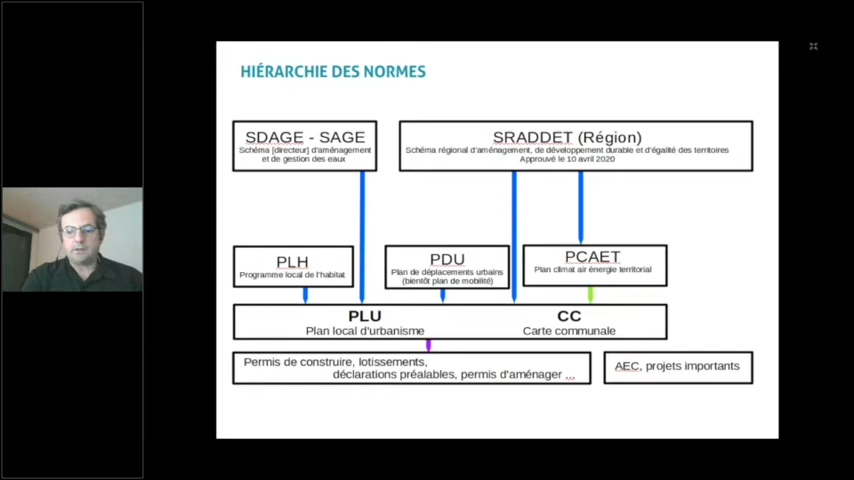 HIÉRARCHIE DES NORMES
SDAGE - SAGE
Schéma [directeur] d'aménagement
et de gestion des eaux
SRADDET (Région)
Schéma régional d'aménagement, de développement durable et d'égalité des territoires
Approuvé le 10 avril 2020
PLH
Programme local de l'habitat
PDU
Plan de déplacements urbains
(bientôt plan de mobilité)
PCAET
Plan climat air énergie territorial
PLU
Plan local d'urbanisme
CC
Carte communale
Permis de construire, lotissements,
déclarations préalables, permis d'aménager ...
AEC, projets importants